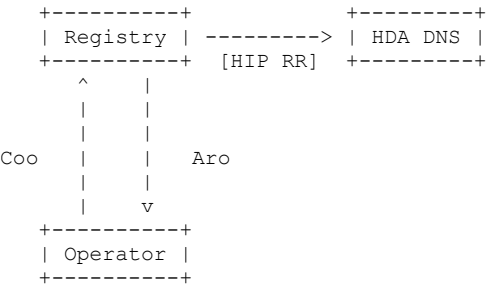 Registry ----------> HDA DNS
[HIP RR]
Coo Aro
Operator